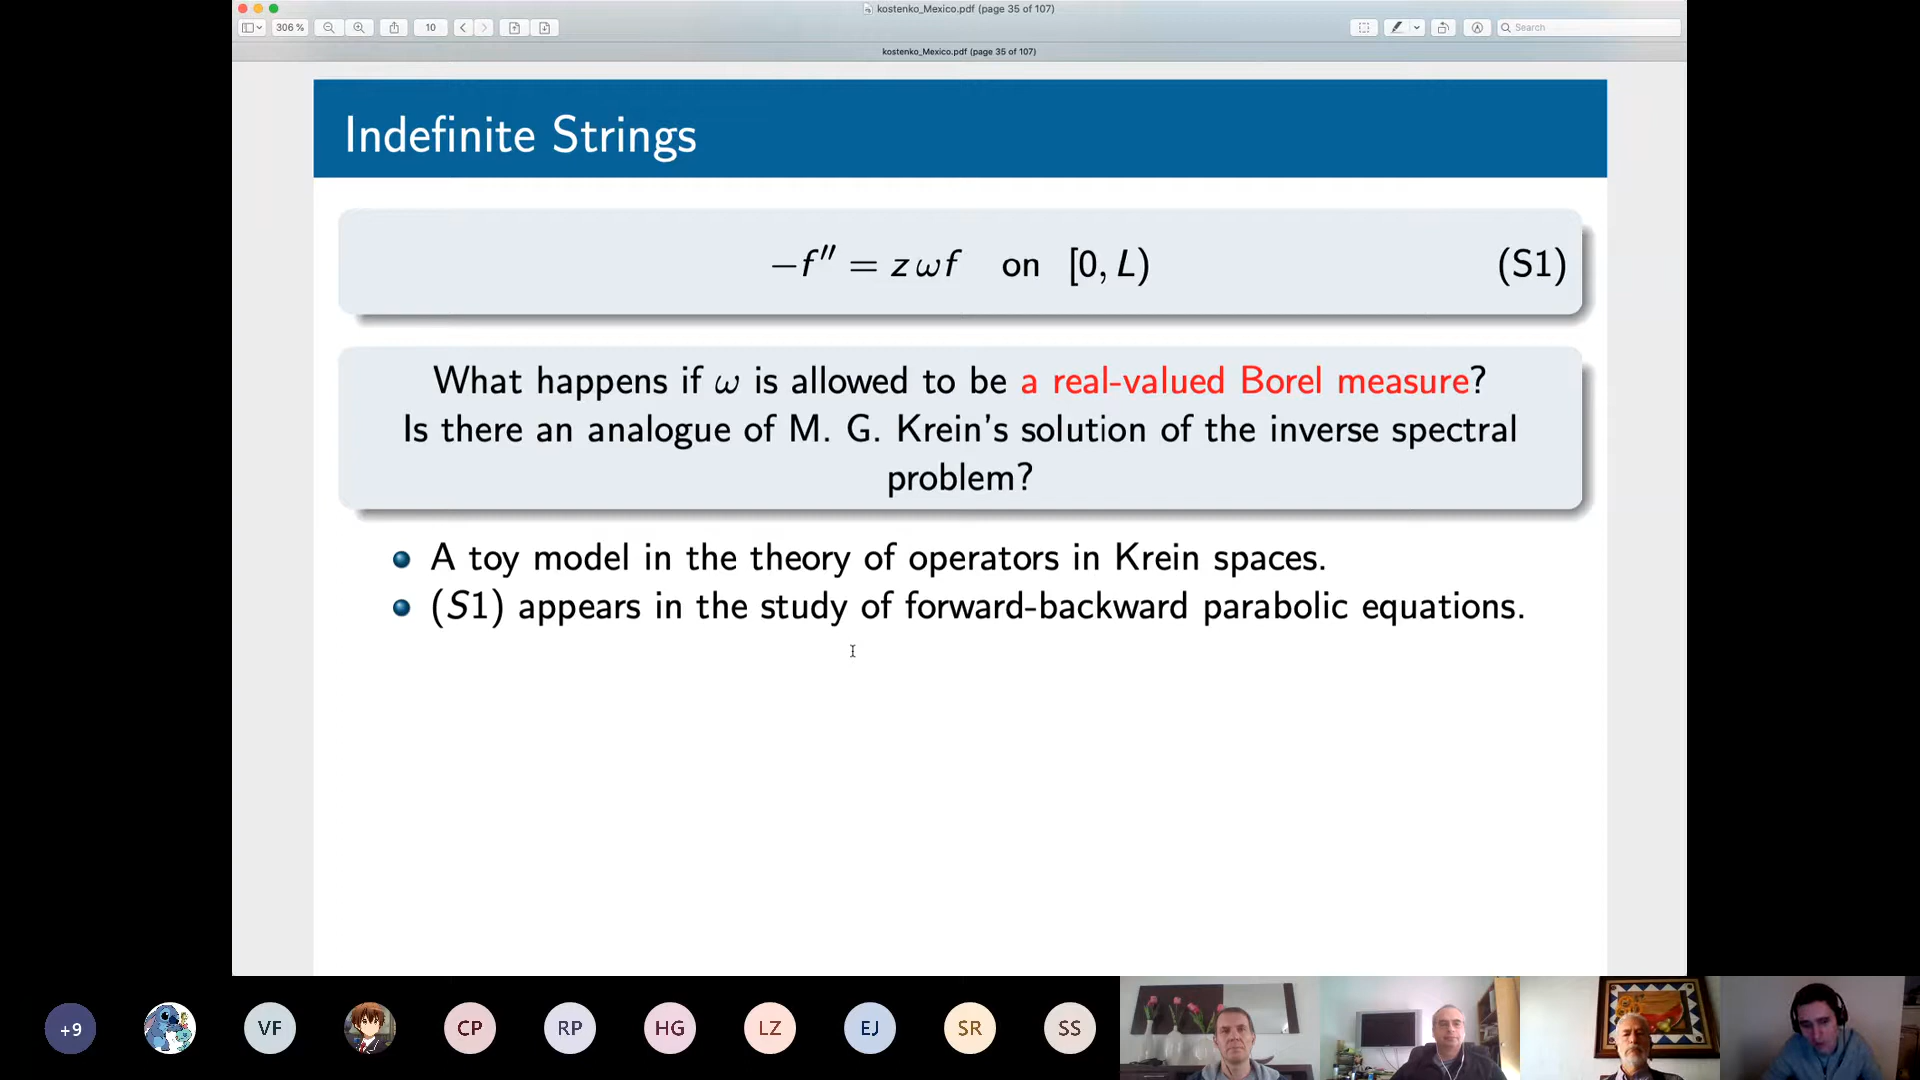 kostenko_Mexico.pdf (page 35 of 107)
306 %
10
Search
kostenko_Mexico.pdf (page 35 of 107)
Indefinite Strings
−f″ = z ωf on [0, L) (S1)
What happens if ω is allowed to be a real-valued Borel measure?
Is there an analogue of M. G. Krein's solution of the inverse spectral
problem?
A toy model in the theory of operators in Krein spaces.
(S1) appears in the study of forward-backward parabolic equations.
+9 VF CP RP HG LZ EJ SR SS